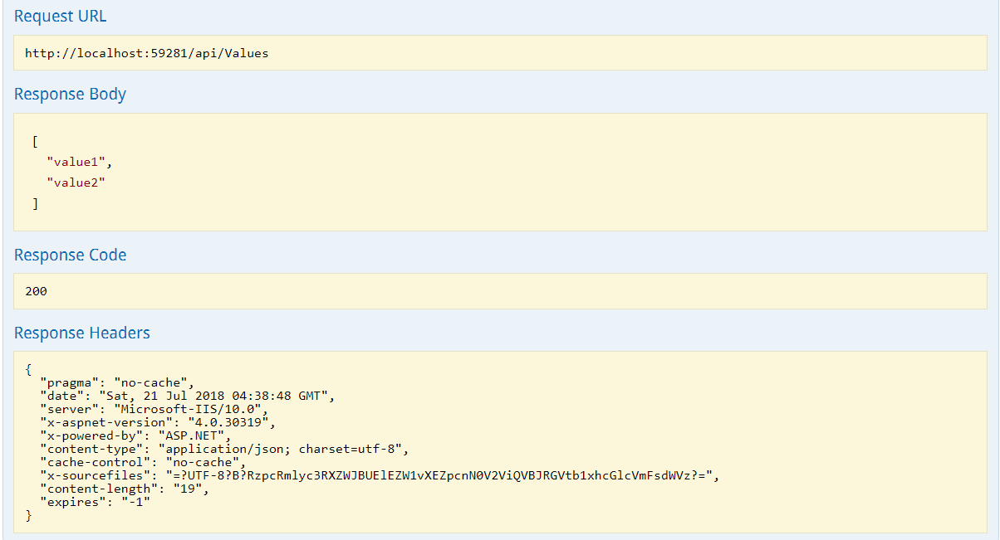 Request URL
http://localhost:59281/api/Values
Response Body
[
  "value1",
  "value2"
]
Response Code
200
Response Headers
{
  "pragma": "no-cache",
  "date": "Sat, 21 Jul 2018 04:38:48 GMT",
  "server": "Microsoft-IIS/10.0",
  "x-aspnet-version": "4.0.30319",
  "x-powered-by": "ASP.NET",
  "content-type": "application/json; charset=utf-8",
  "cache-control": "no-cache",
  "x-sourcefiles": "=?UTF-8?B?RzpcRmlyc3RXZWJBUElEZW1vXEZpcnN0V2ViQVBJRGVtb1xhcGlcVmFsdWVz?=",
  "content-length": "19",
  "expires": "-1"
}